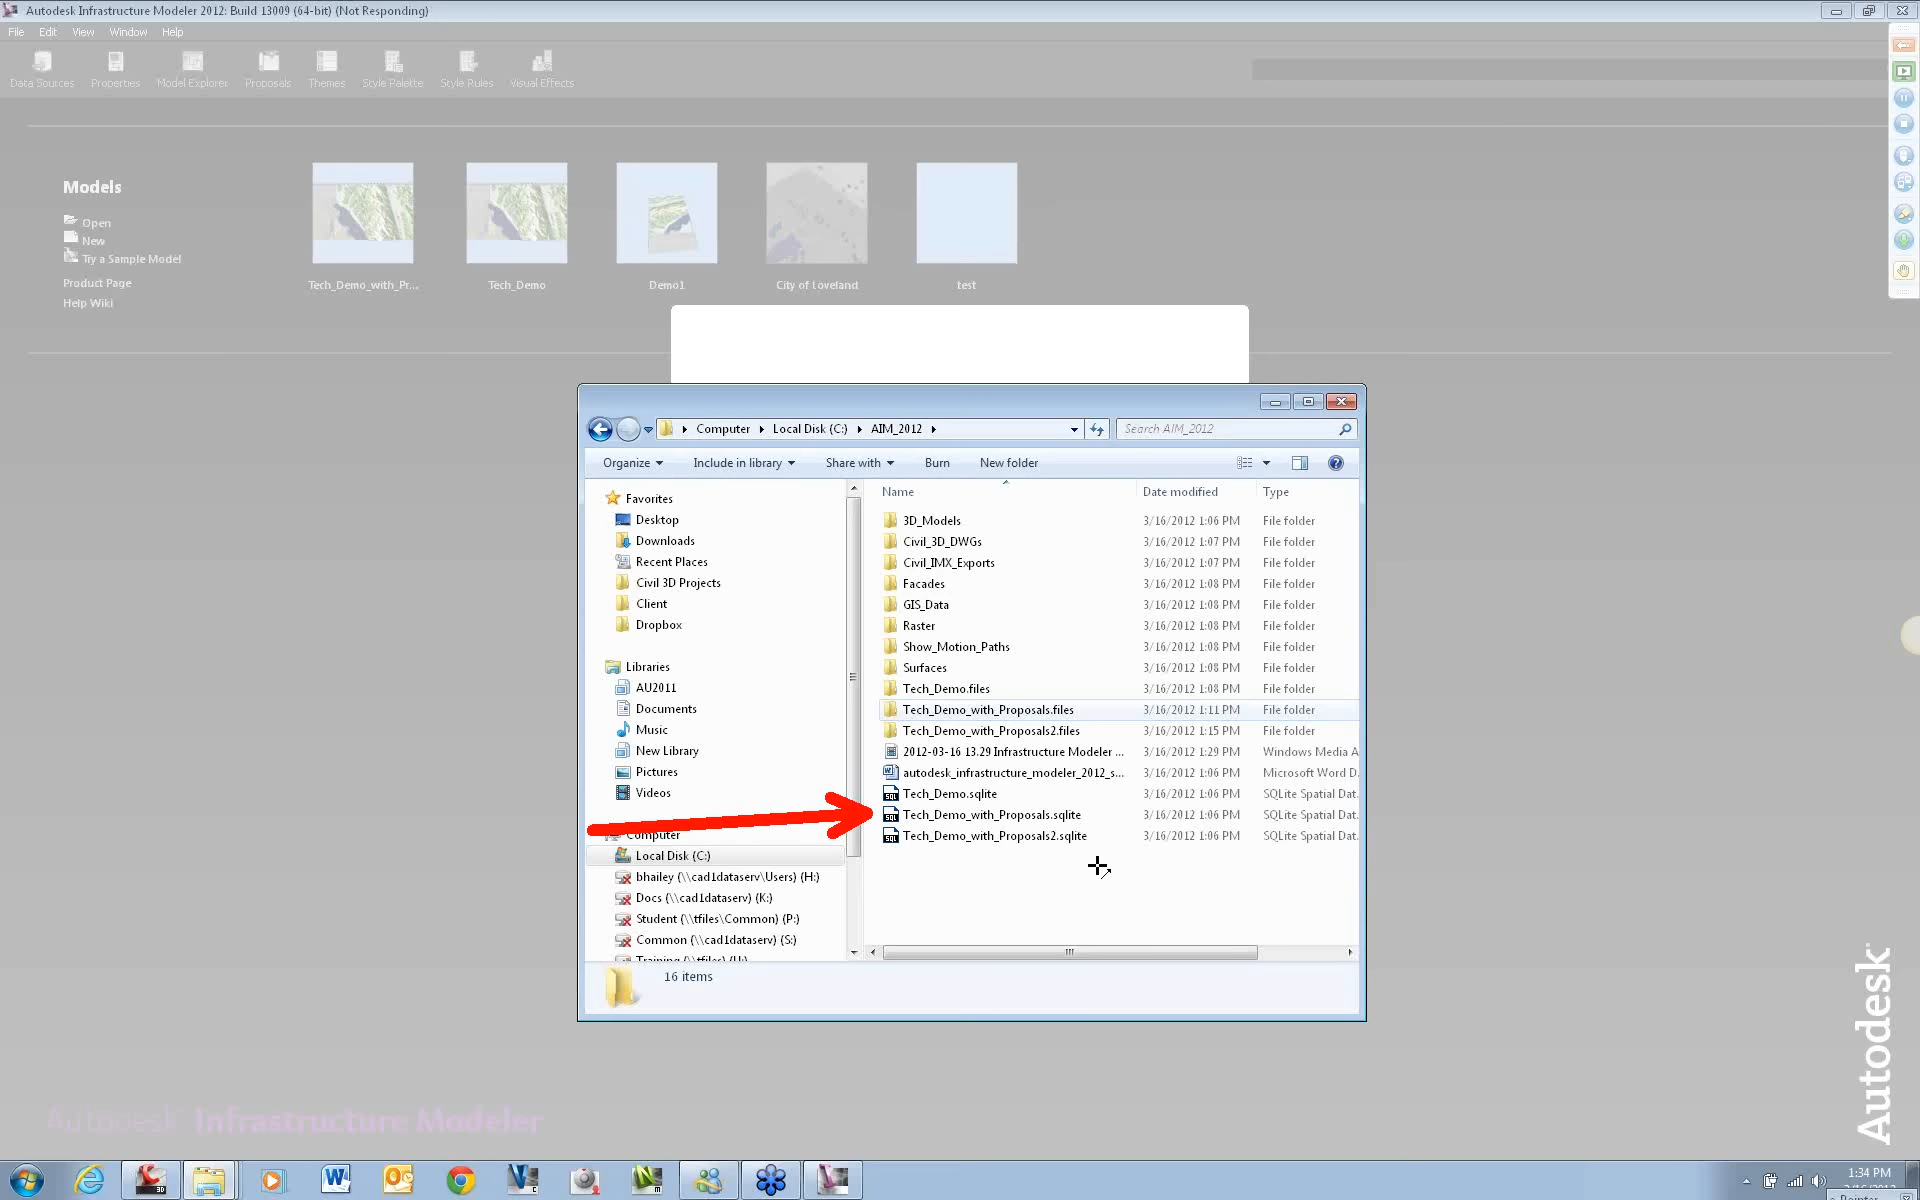 Autodesk Infrastructure Modeler 2012: Build 13009 (64-bit) (Not Responding)
File Edit View Window Help
Data Sources Properties Model Explorer Proposals Themes Style Palette Style Rules Visual Effects
Models
Open
New
Try a Sample Model
Product Page
Help Wiki
Tech_Demo_with_Pr... Tech_Demo Demo1 City of Loveland test
Computer Local Disk (C:) AIM_2012
Search AIM_2012
Organize Include in library Share with Burn New folder
Favorites
Desktop
Downloads
Recent Places
Civil 3D Projects
Client
Dropbox
Libraries
AU2011
Documents
Music
New Library
Pictures
Videos
Computer
Local Disk (C:)
bhailey (\\cad1dataserv\Users) (H:)
Docs (\\cad1dataserv) (K:)
Student (\\tfiles\Common) (P:)
Common (\\cad1dataserv) (S:)
Name Date modified Type
3D_Models 3/16/2012 1:06 PM File folder
Civil_3D_DWGs 3/16/2012 1:07 PM File folder
Civil_IMX_Exports 3/16/2012 1:07 PM File folder
Facades 3/16/2012 1:08 PM File folder
GIS_Data 3/16/2012 1:08 PM File folder
Raster 3/16/2012 1:08 PM File folder
Show_Motion_Paths 3/16/2012 1:08 PM File folder
Surfaces 3/16/2012 1:08 PM File folder
Tech_Demo.files 3/16/2012 1:08 PM File folder
Tech_Demo_with_Proposals.files 3/16/2012 1:11 PM File folder
Tech_Demo_with_Proposals2.files 3/16/2012 1:15 PM File folder
2012-03-16 13.29 Infrastructure Modeler ... 3/16/2012 1:29 PM Windows Media A
autodesk_infrastructure_modeler_2012_s... 3/16/2012 1:06 PM Microsoft Word D.
Tech_Demo.sqlite 3/16/2012 1:06 PM SQLite Spatial Dat.
Tech_Demo_with_Proposals.sqlite 3/16/2012 1:06 PM SQLite Spatial Dat.
Tech_Demo_with_Proposals2.sqlite 3/16/2012 1:06 PM SQLite Spatial Dat.
16 items
Autodesk
Autodesk Infrastructure Modeler
1:34 PM